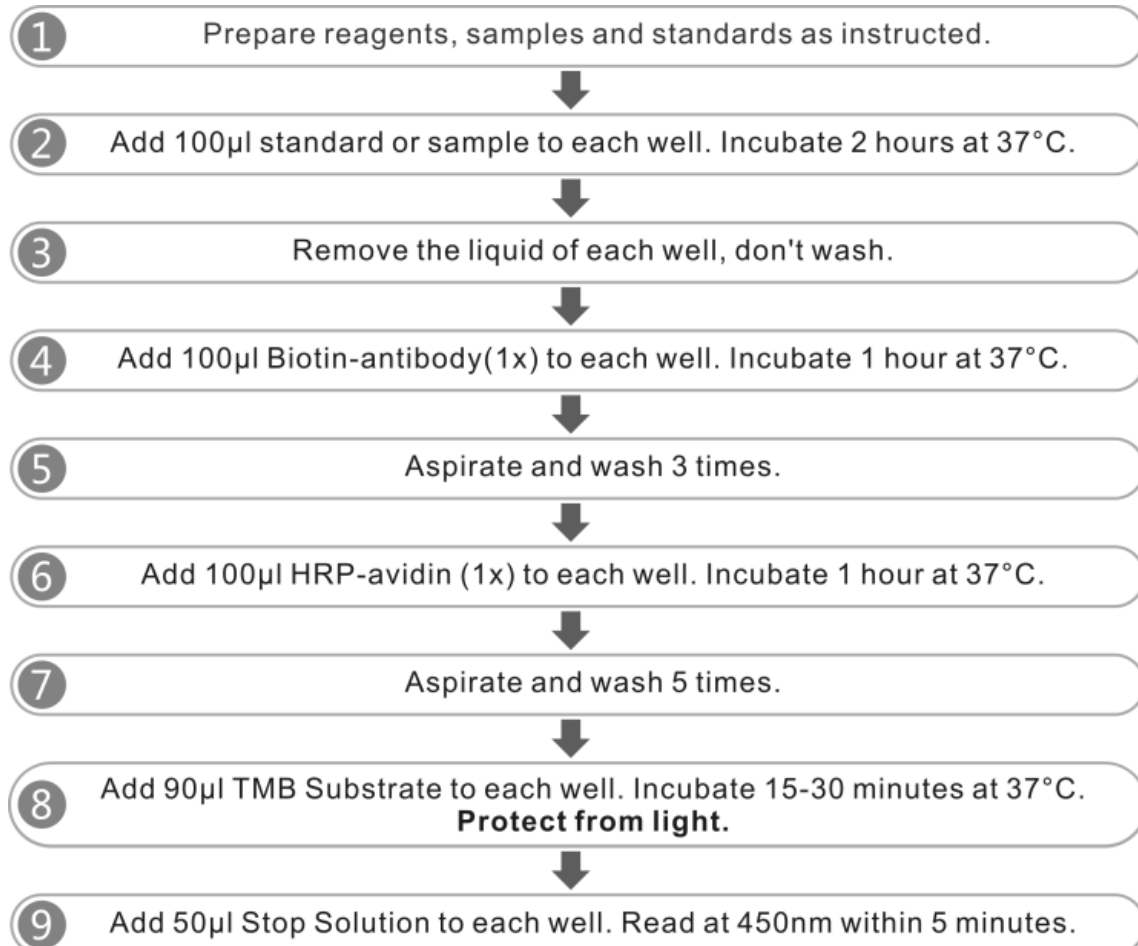 1 Prepare reagents, samples and standards as instructed.
2 Add 100µl standard or sample to each well. Incubate 2 hours at 37°C.
3 Remove the liquid of each well, don't wash.
4 Add 100µl Biotin-antibody(1x) to each well. Incubate 1 hour at 37°C.
5 Aspirate and wash 3 times.
6 Add 100µl HRP-avidin (1x) to each well. Incubate 1 hour at 37°C.
7 Aspirate and wash 5 times.
8 Add 90µl TMB Substrate to each well. Incubate 15-30 minutes at 37°C.
Protect from light.
9 Add 50µl Stop Solution to each well. Read at 450nm within 5 minutes.